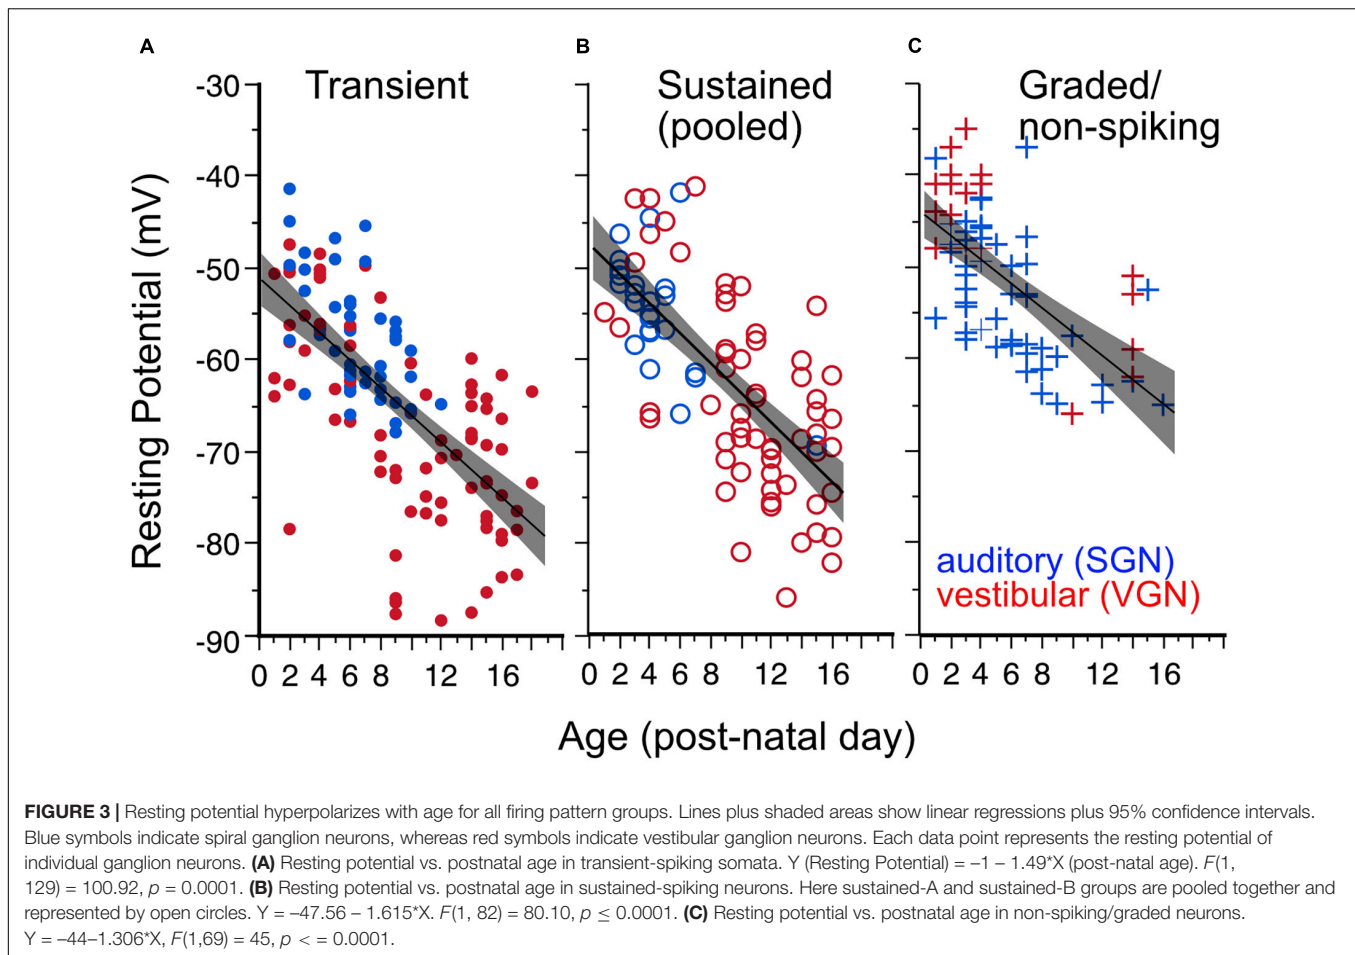 A
B
C
Transient
Sustained
(pooled)
Graded/
non-spiking
Resting Potential (mV)
-30
-40
-50
-60
-70
-80
-90
auditory (SGN)
vestibular (VGN)
0 2 4 6 8 12 16
0 2 4 6 8 12 16
0 2 4 6 8 12 16
Age (post-natal day)
FIGURE 3 | Resting potential hyperpolarizes with age for all firing pattern groups. Lines plus shaded areas show linear regressions plus 95% confidence intervals.
Blue symbols indicate spiral ganglion neurons, whereas red symbols indicate vestibular ganglion neurons. Each data point represents the resting potential of
individual ganglion neurons. (A) Resting potential vs. postnatal age in transient-spiking somata. Y (Resting Potential) = –1 – 1.49*X (post-natal age). F(1,
129) = 100.92, p = 0.0001. (B) Resting potential vs. postnatal age in sustained-spiking neurons. Here sustained-A and sustained-B groups are pooled together and
represented by open circles. Y = –47.56 – 1.615*X. F(1, 82) = 80.10, p ≤ 0.0001. (C) Resting potential vs. postnatal age in non-spiking/graded neurons.
Y = –44–1.306*X, F(1,69) = 45, p < = 0.0001.